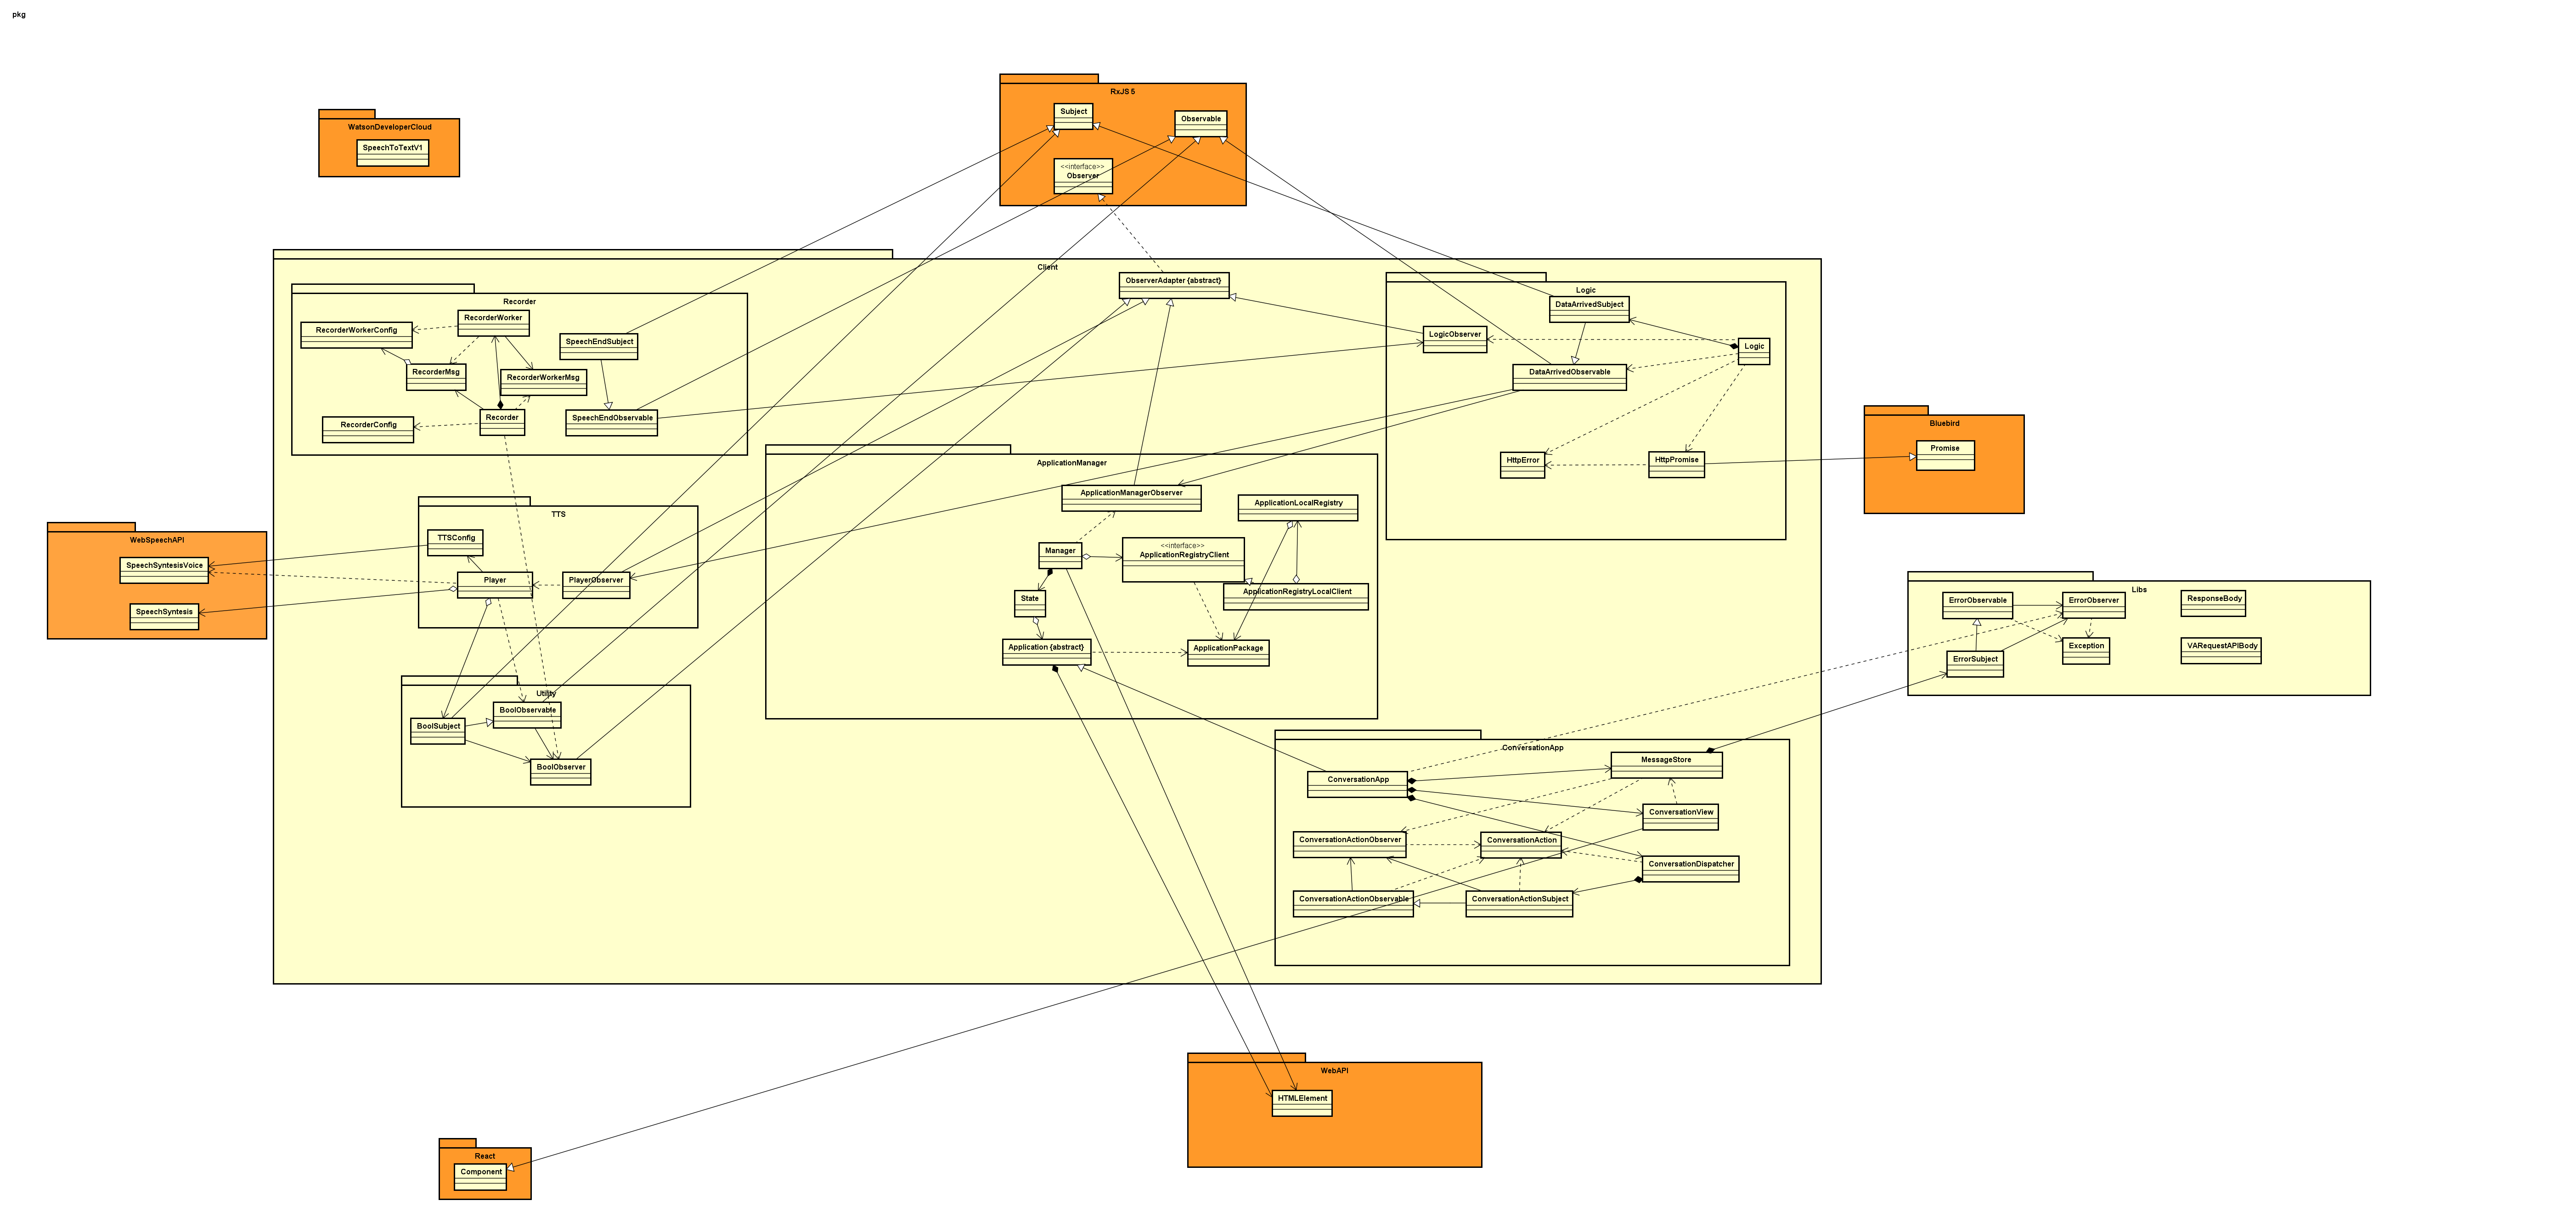 pkg
RxJS 5
Subject
Observable
<<interface>>
Observer
WatsonDeveloperCloud
SpeechToTextV1
Client
ObserverAdapter {abstract}
Recorder
RecorderWorker
RecorderWorkerConfig
SpeechEndSubject
RecorderMsg
RecorderWorkerMsg
Recorder
SpeechEndObservable
RecorderConfig
Logic
DataArrivedSubject
LogicObserver
Logic
DataArrivedObservable
HttpError
HttpPromise
Bluebird
Promise
ApplicationManager
ApplicationManagerObserver
ApplicationLocalRegistry
Manager
<<interface>>
ApplicationRegistryClient
State
ApplicationRegistryLocalClient
Application {abstract}
ApplicationPackage
TTS
TTSConfig
Player
PlayerObserver
WebSpeechAPI
SpeechSyntesisVoice
SpeechSyntesis
Utility
BoolObservable
BoolSubject
BoolObserver
Libs
ErrorObservable
ErrorObserver
ResponseBody
Exception
VARequestAPIBody
ErrorSubject
ConversationApp
MessageStore
ConversationApp
ConversationView
ConversationActionObserver
ConversationAction
ConversationDispatcher
ConversationActionObservable
ConversationActionSubject
WebAPI
HTMLElement
React
Component